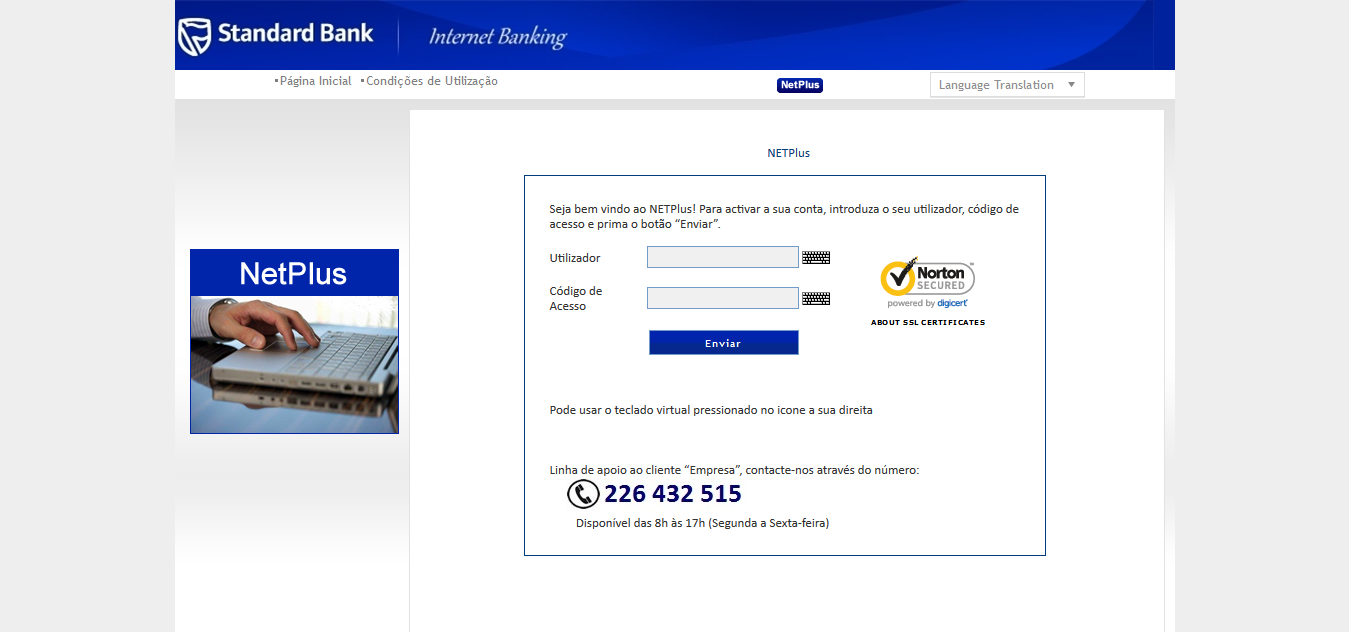 Standard Bank
Internet Banking
Página Inicial
Condições de Utilização
NetPlus
Language Translation
NETPlus
NetPlus
Seja bem vindo ao NETPlus! Para activar a sua conta, introduza o seu utilizador, código de
acesso e prima o botão “Enviar”.
Utilizador
Código de
Acesso
Enviar
Norton
SECURED
powered by digicert
ABOUT SSL CERTIFICATES
Pode usar o teclado virtual pressionado no icone a sua direita
Linha de apoio ao cliente “Empresa”, contacte-nos através do número:
226 432 515
Disponível das 8h às 17h (Segunda a Sexta-feira)